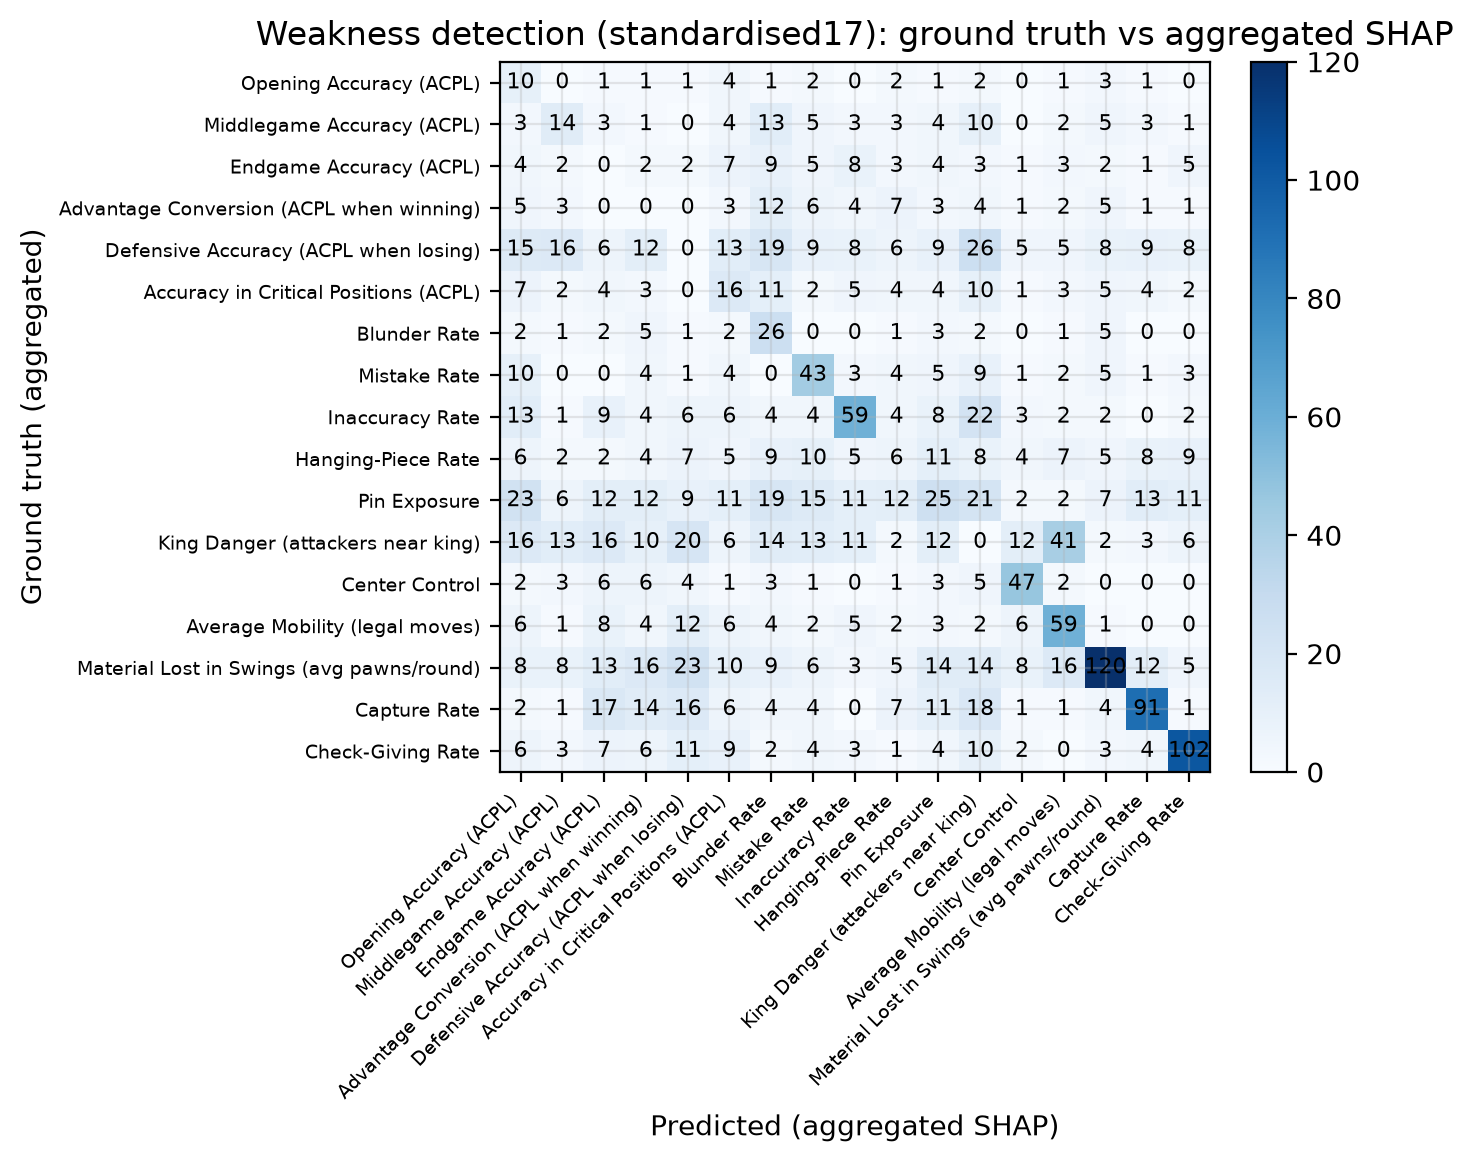 Weakness detection (standardised17): ground truth vs aggregated SHAP
Ground truth (aggregated)
Opening Accuracy (ACPL) 10 0 1 1 1 4 1 2 0 2 1 2 0 1 3 1 0
Middlegame Accuracy (ACPL) 3 14 3 1 0 4 13 5 3 3 4 10 0 2 5 3 1
Endgame Accuracy (ACPL) 4 2 0 2 2 7 9 5 8 3 4 3 1 3 2 1 5
Advantage Conversion (ACPL when winning) 5 3 0 0 0 3 12 6 4 7 3 4 1 2 5 1 1
Defensive Accuracy (ACPL when losing) 15 16 6 12 0 13 19 9 8 6 9 26 5 5 8 9 8
Accuracy in Critical Positions (ACPL) 7 2 4 3 0 16 11 2 5 4 4 10 1 3 5 4 2
Blunder Rate 2 1 2 5 1 2 26 0 0 1 3 2 0 1 5 0 0
Mistake Rate 10 0 0 4 1 4 0 43 3 4 5 9 1 2 5 1 3
Inaccuracy Rate 13 1 9 4 6 6 4 4 59 4 8 22 3 2 2 0 2
Hanging-Piece Rate 6 2 2 4 7 5 9 10 5 6 11 8 4 7 5 8 9
Pin Exposure 23 6 12 12 9 11 19 15 11 12 25 21 2 2 7 13 11
King Danger (attackers near king) 16 13 16 10 20 6 14 13 11 2 12 0 12 41 2 3 6
Center Control 2 3 6 6 4 1 3 1 0 1 3 5 47 2 0 0 0
Average Mobility (legal moves) 6 1 8 4 12 6 4 2 5 2 3 2 6 59 1 0 0
Material Lost in Swings (avg pawns/round) 8 8 13 16 23 10 9 6 3 5 14 14 8 16 120 12 5
Capture Rate 2 1 17 14 16 6 4 4 0 7 11 18 1 1 4 91 1
Check-Giving Rate 6 3 7 6 11 9 2 4 3 1 4 10 2 0 3 4 102
Opening Accuracy (ACPL)
Middlegame Accuracy (ACPL)
Endgame Accuracy (ACPL)
Advantage Conversion (ACPL when winning)
Defensive Accuracy (ACPL when losing)
Accuracy in Critical Positions (ACPL)
Blunder Rate
Mistake Rate
Inaccuracy Rate
Hanging-Piece Rate
Pin Exposure
King Danger (attackers near king)
Center Control
Average Mobility (legal moves)
Material Lost in Swings (avg pawns/round)
Capture Rate
Check-Giving Rate
Predicted (aggregated SHAP)
120
100
80
60
40
20
0